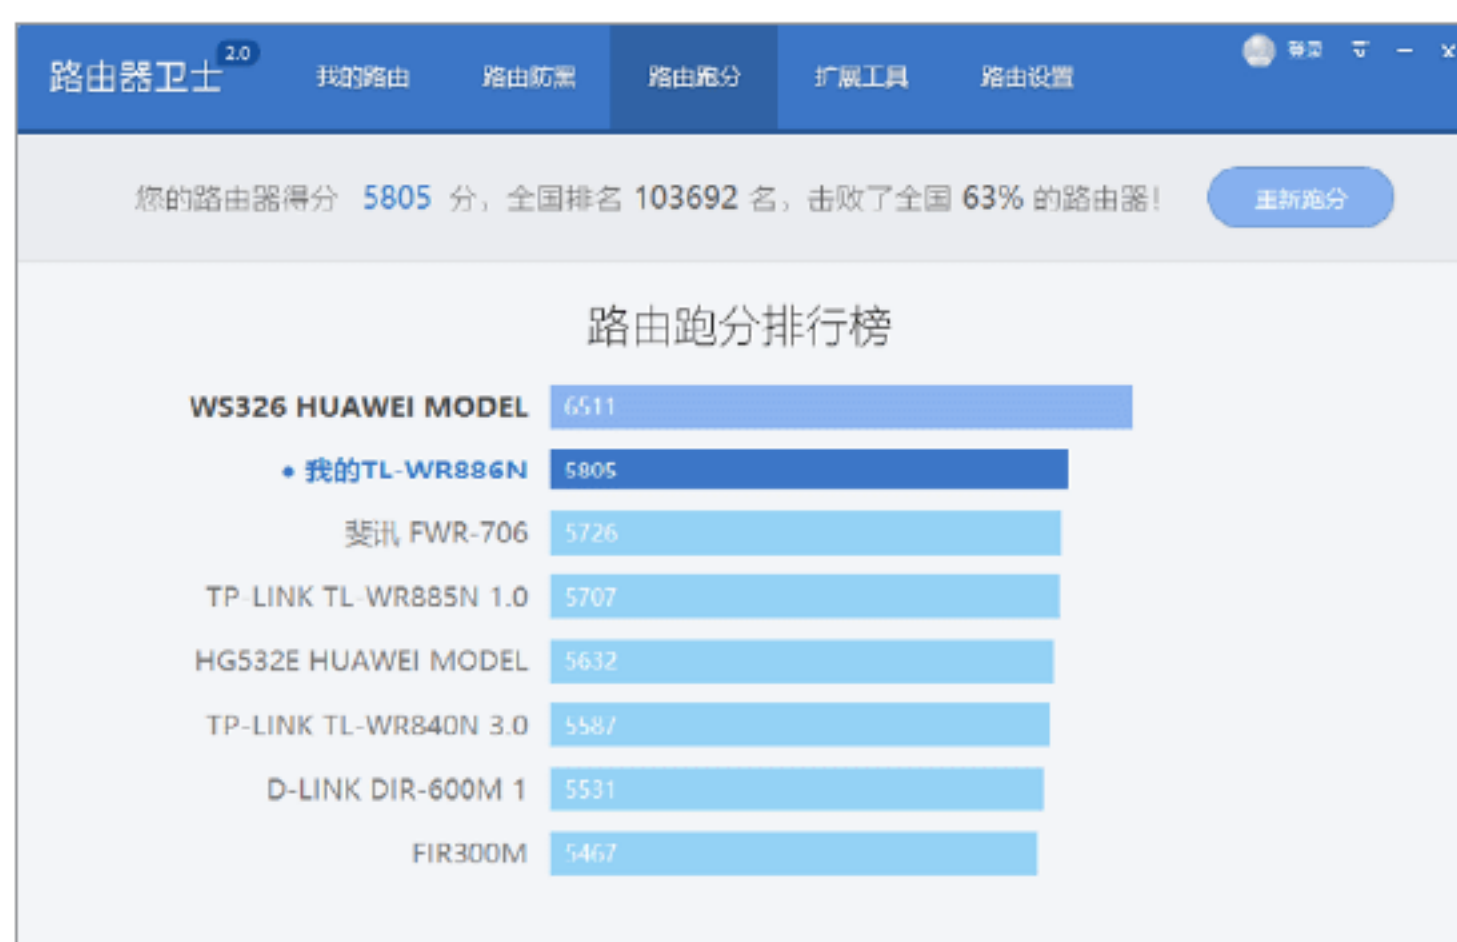 路由器卫士 2.0 我的路由 路由防黑 路由跑分 扩展工具 路由设置 登录
您的路由器得分 5805 分，全国排名 103692 名，击败了全国 63% 的路由器！ 重新跑分
路由跑分排行榜
WS326 HUAWEI MODEL 6511
• 我的TL-WR886N 5805
斐讯 FWR-706 5726
TP-LINK TL-WR885N 1.0 5707
HG532E HUAWEI MODEL 5632
TP-LINK TL-WR840N 3.0 5587
D-LINK DIR-600M 1 5531
FIR300M 5467